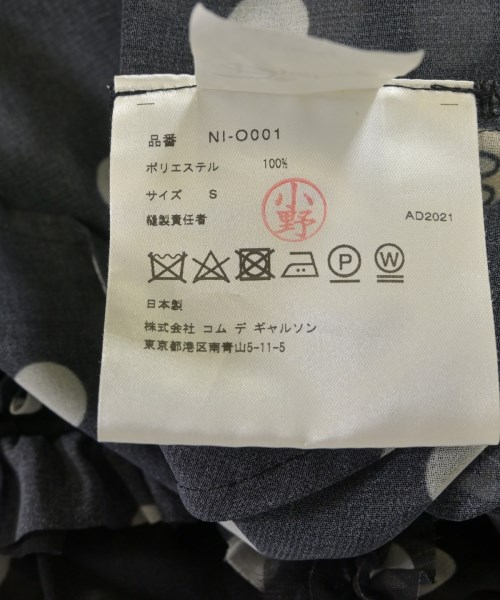 品番 NI-O001
ポリエステル 100%
サイズ S
縫製責任者 小野 AD2021
P W
日本製
株式会社 コム デ ギャルソン
東京都港区南青山5-11-5